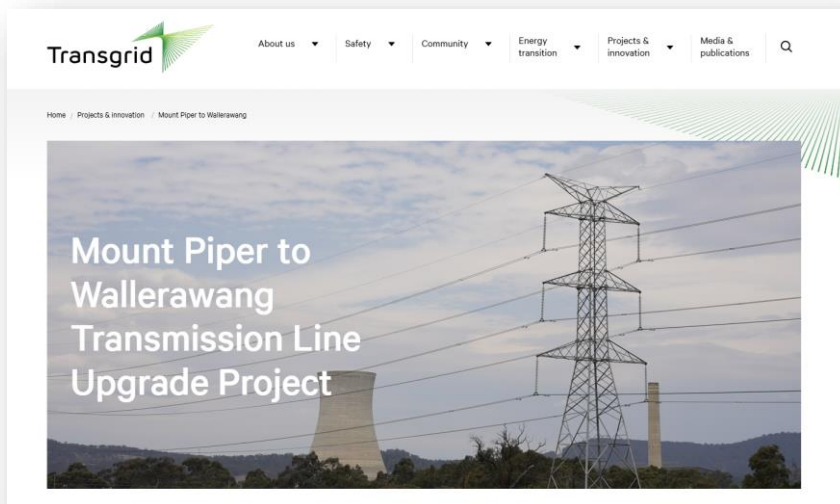 Transgrid
About us
Safety
Community
Energy
transition
Projects &
innovation
Media &
publications
Home / Projects & innovation / Mount Piper to Wallerawang
Mount Piper to
Wallerawang
Transmission Line
Upgrade Project